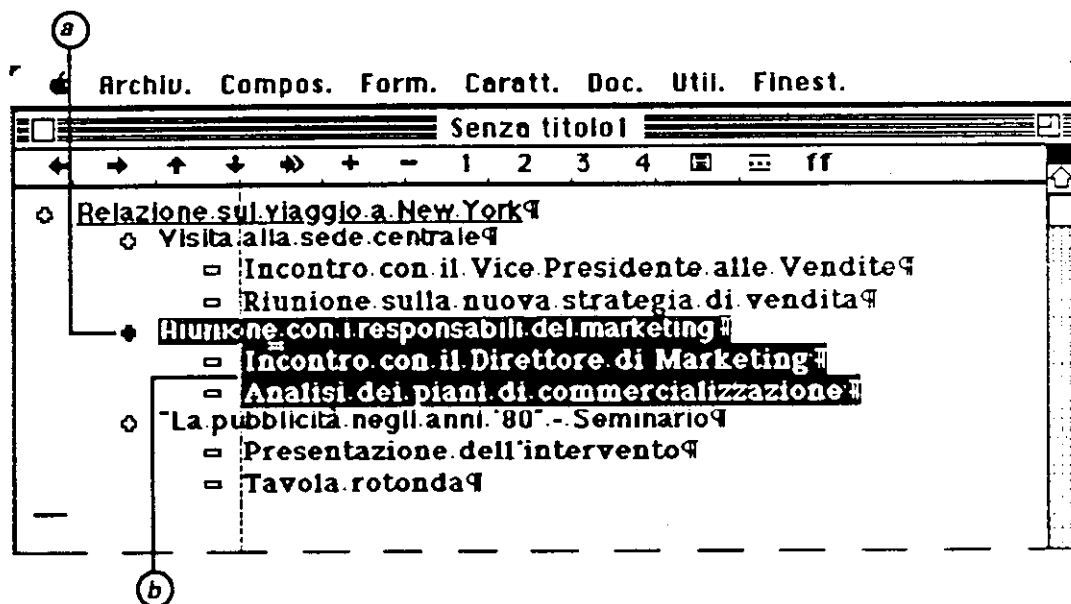 a
Archiv. Compos. Form. Caratt. Doc. Util. Finest.
Senza titolo1
+ - 1 2 3 4 ff
Relazione.sul.viaggio.a.New.York¶
Visita.alla.sede.centrale¶
Incontro.con.il.Vice.Presidente.alle.Vendite¶
Riunione.sulla.nuova.strategia.di.vendita¶
Riunione.con.i.responsabili.del.marketing¶
Incontro.con.il.Direttore.di.Marketing.¶
Analisi.dei.piani.di.commercializzazione¶
"La.pubblicità.negli.anni.'80".-.Seminario¶
Presentazione.dell'intervento¶
Tavola.rotonda¶
b